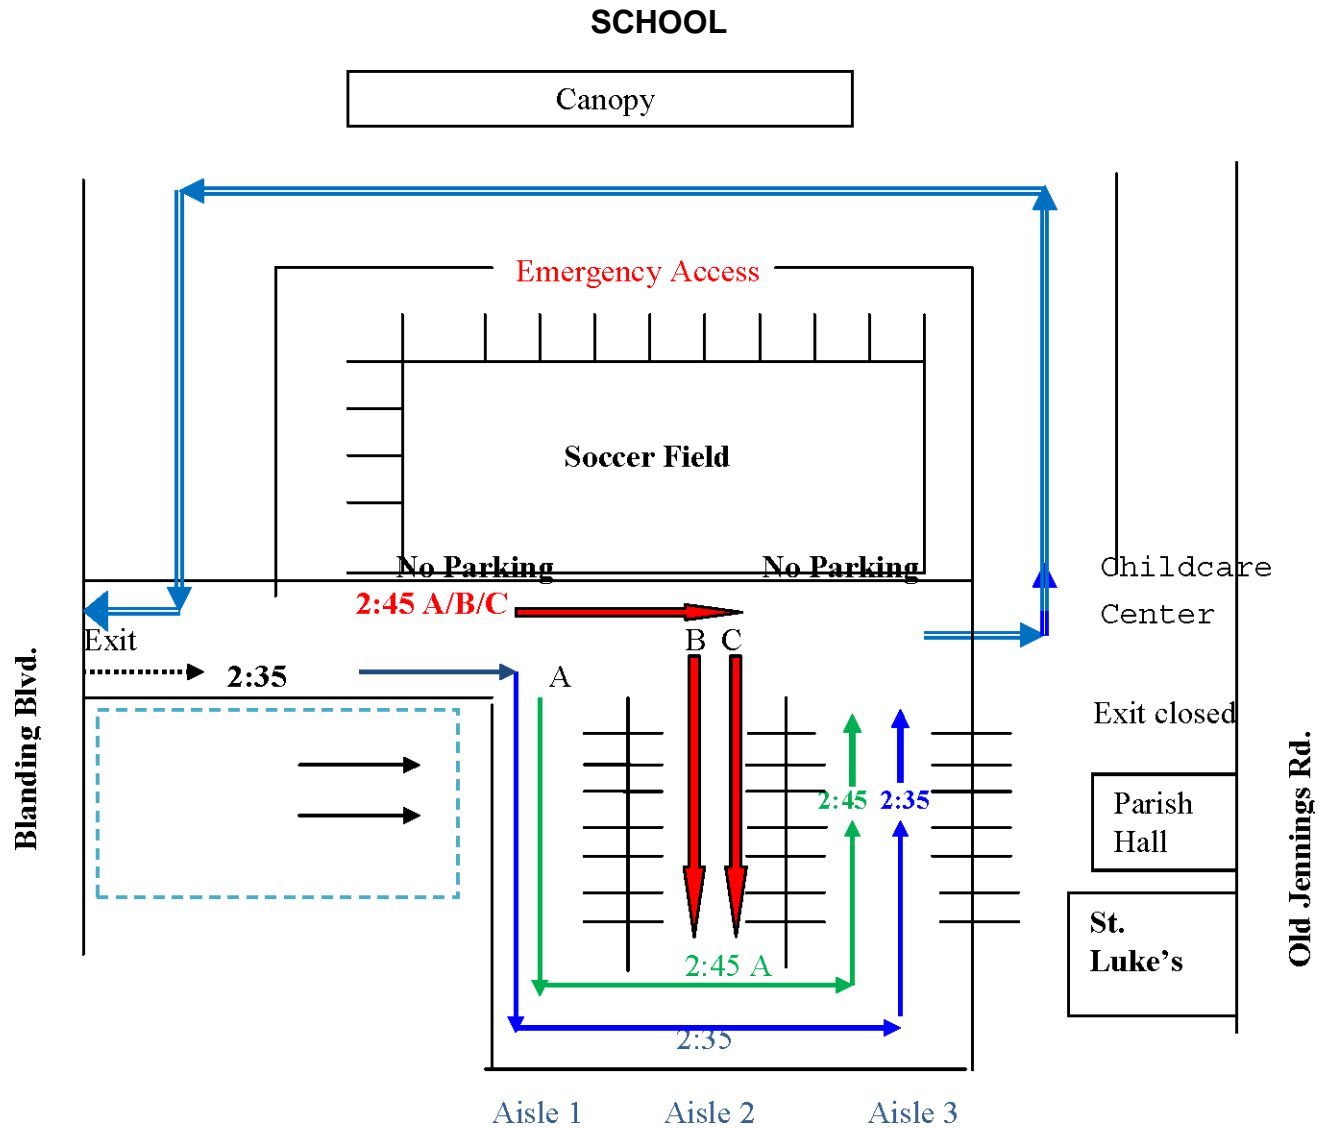 SCHOOL
Canopy
Emergency Access
Soccer Field
No Parking
No Parking
Childcare
Center
2:45 A/B/C
Exit
B
C
2:35
A
Exit closed
Blanding Blvd.
Old Jennings Rd.
2:45
2:35
Parish
Hall
St.
Luke's
2:45 A
2:35
Aisle 1
Aisle 2
Aisle 3